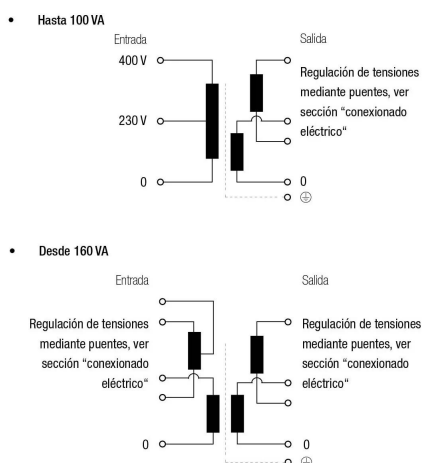 • Hasta 100 VA
Entrada
Salida
400 V
230 V
0
Regulación de tensiones
mediante puentes, ver
sección “conexionado
eléctrico“
0
• Desde 160 VA
Entrada
Salida
Regulación de tensiones
mediante puentes, ver
sección “conexionado
eléctrico“
0
Regulación de tensiones
mediante puentes, ver
sección “conexionado
eléctrico“
0